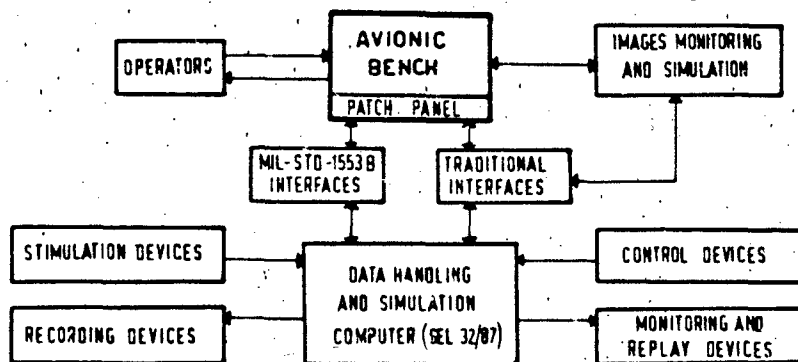 OPERATORS
AVIONIC
BENCH
PATCH PANEL
IMAGES MONITORING
AND SIMULATION
MIL-STD-1553B
INTERFACES
TRADITIONAL
INTERFACES
STIMULATION DEVICES
DATA HANDLING
AND SIMULATION
COMPUTER (SEL 32/87)
CONTROL DEVICES
RECORDING DEVICES
MONITORING AND
REPLAY DEVICES